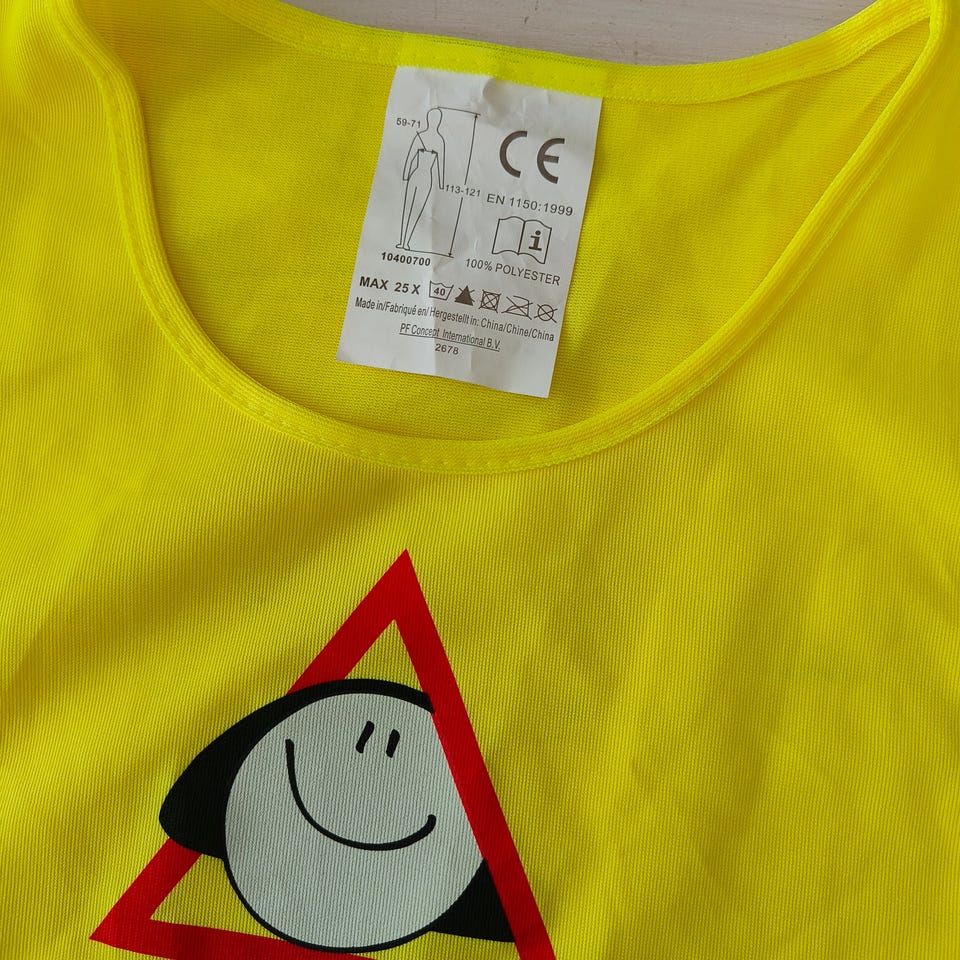 59-71
CE
113-121
EN 1150:1999
i
10400700
100% POLYESTER
MAX 25 X 40
Made in/Fabriqué en/ Hergestellt in: China/Chine/China
PF Concept International B.V.
2678